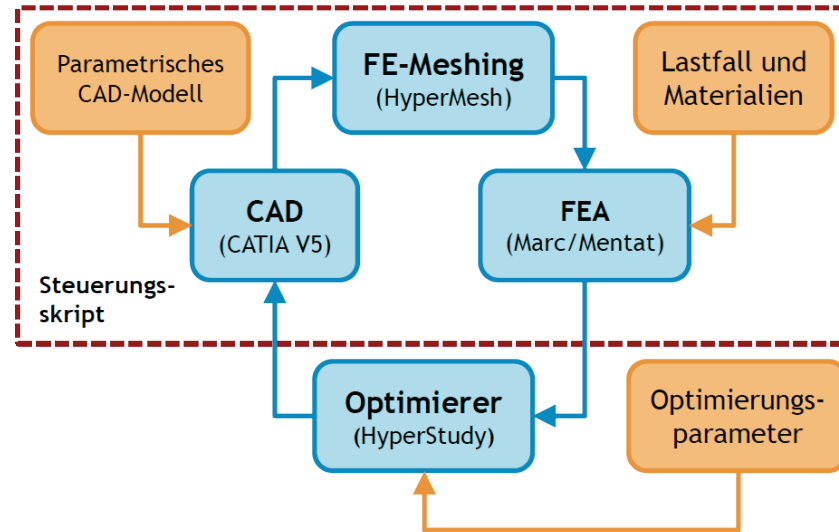 Parametrisches
CAD-Modell
FE-Meshing
(HyperMesh)
Lastfall und
Materialien
CAD
(CATIA V5)
FEA
(Marc/Mentat)
Steuerungs-
skript
Optimierer
(HyperStudy)
Optimierungs-
parameter